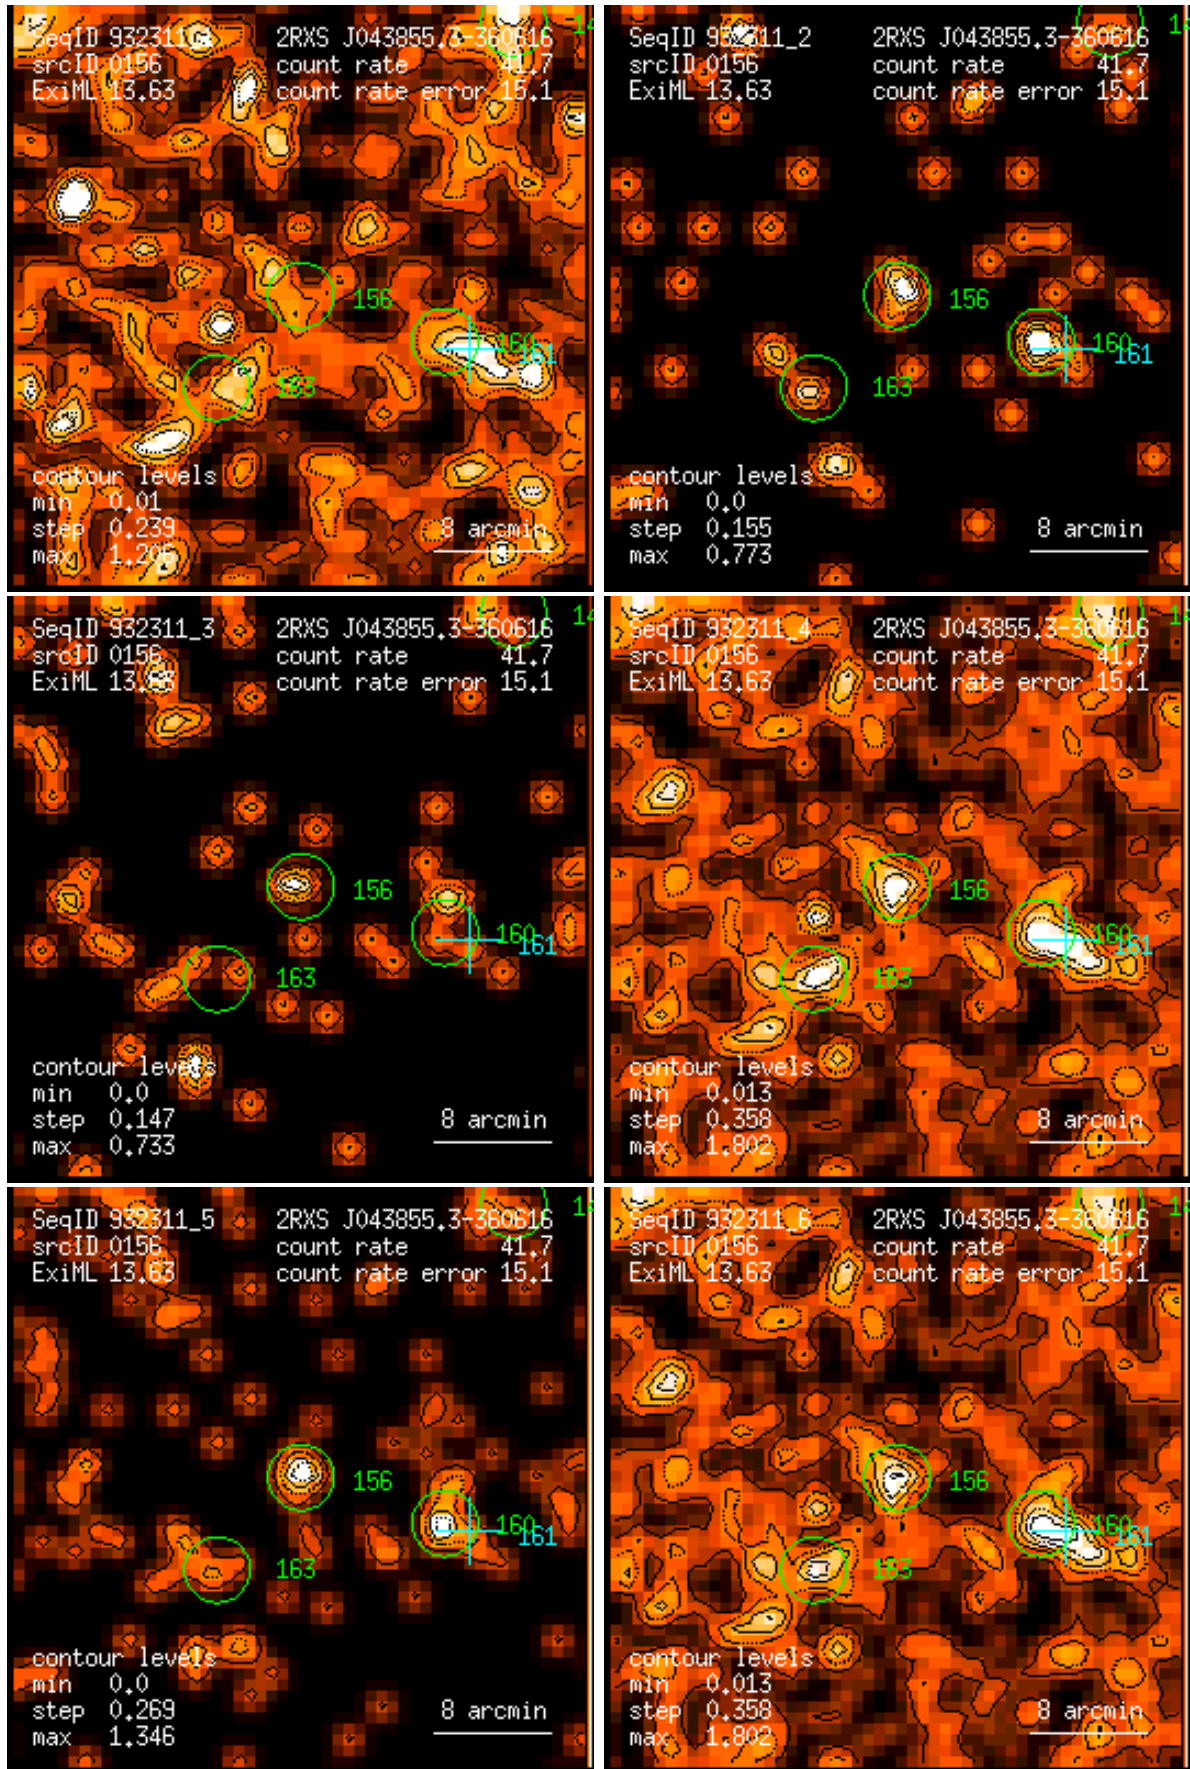 SeqID 932311_1 2RXS J043855.3-360616
srcID 0156 count rate 41.7
ExiML 13.63 count rate error 15.1
14
156
160
161
163
contour levels
min 0.01
step 0.239
max 1.206
8 arcmin
SeqID 932311_2 2RXS J043855.3-360616
srcID 0156 count rate 41.7
ExiML 13.63 count rate error 15.1
14
156
160
161
163
contour levels
min 0.0
step 0.155
max 0.773
8 arcmin
SeqID 932311_3 2RXS J043855.3-360616
srcID 0156 count rate 41.7
ExiML 13.63 count rate error 15.1
14
156
160
161
163
contour levels
min 0.0
step 0.147
max 0.733
8 arcmin
SeqID 932311_4 2RXS J043855.3-360616
srcID 0156 count rate 41.7
ExiML 13.63 count rate error 15.1
14
156
160
161
163
contour levels
min 0.013
step 0.358
max 1.802
8 arcmin
SeqID 932311_5 2RXS J043855.3-360616
srcID 0156 count rate 41.7
ExiML 13.63 count rate error 15.1
14
156
160
161
163
contour levels
min 0.0
step 0.269
max 1.346
8 arcmin
SeqID 932311_6 2RXS J043855.3-360616
srcID 0156 count rate 41.7
ExiML 13.63 count rate error 15.1
14
156
160
161
163
contour levels
min 0.013
step 0.358
max 1.802
8 arcmin